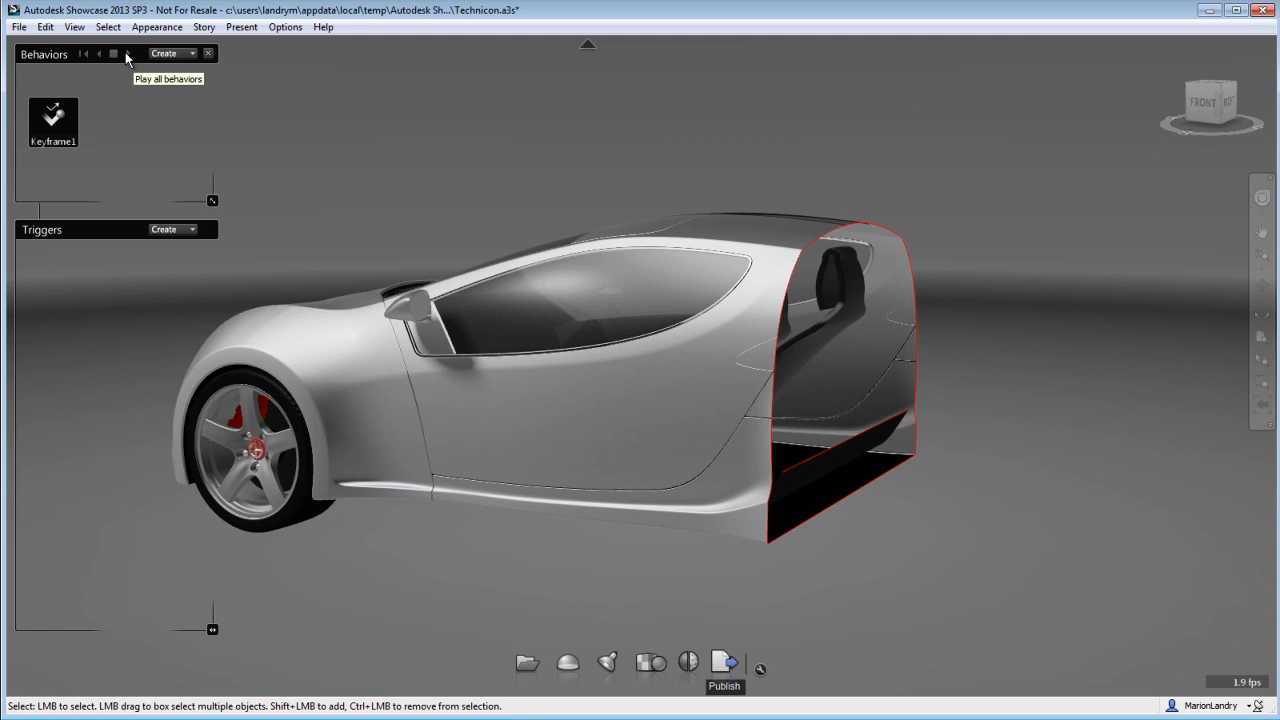 Autodesk Showcase 2013 SP3 - Not For Resale - c:\users\landrym\appdata\local\temp\Autodesk Sh...\Technicon.a3s*
File Edit View Select Appearance Story Present Options Help
Behaviors Create
Play all behaviors
Keyframe1
Triggers Create
FRONT
Publish
1.9 fps
Select: LMB to select. LMB drag to box select multiple objects. Shift+LMB to add, Ctrl+LMB to remove from selection.
MarionLandry